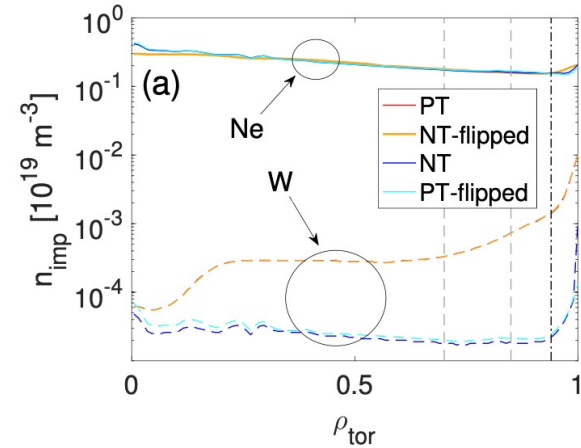 10^0
(a)
10^-1
PT
NT-flipped
NT
PT-flipped
Ne
10^-2
W
10^-3
10^-4
n_imp [10^19 m^-3]
0
0.5
1
ρ_tor